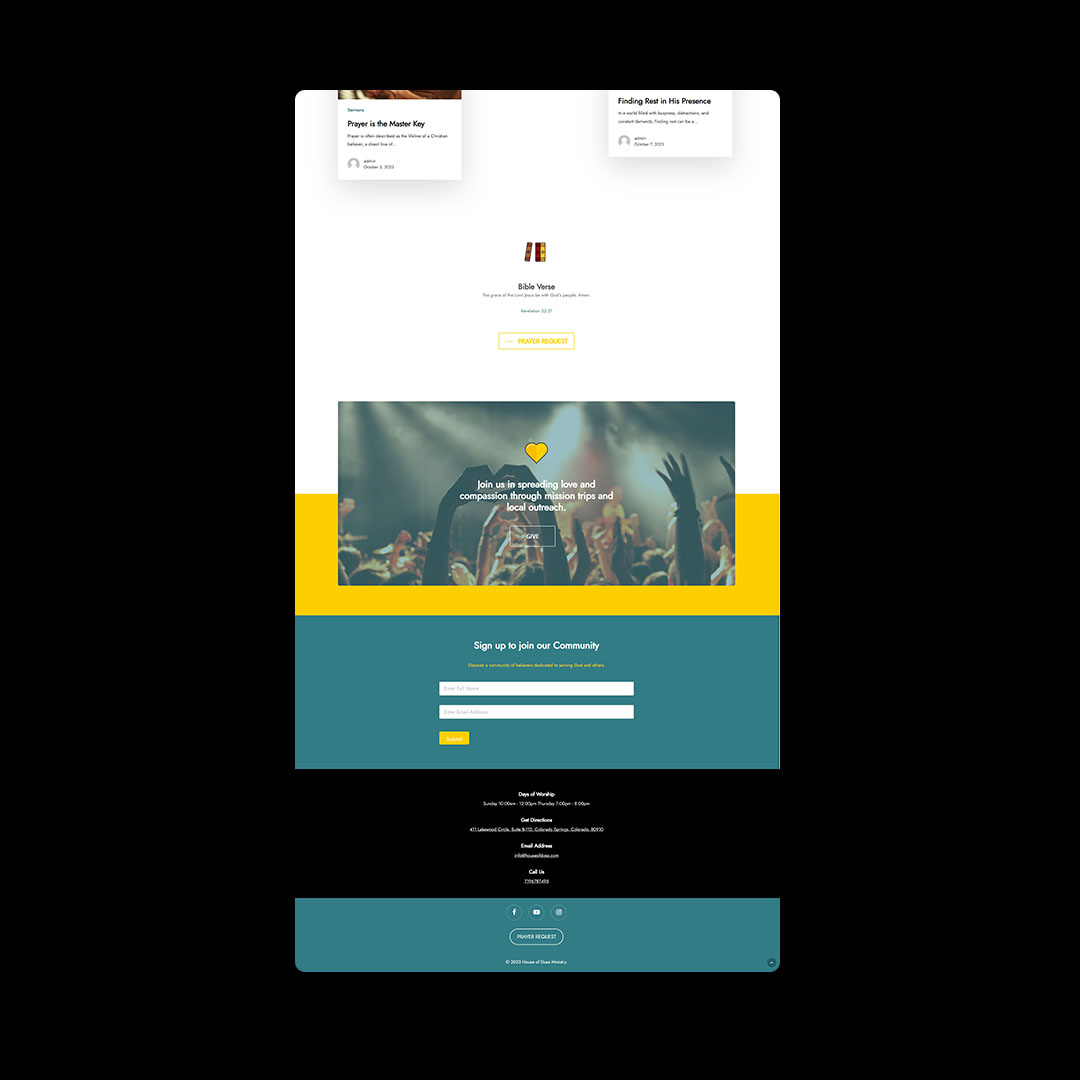 Sermons
Prayer is the Master Key
Prayer is often described as the lifeline of a Christian
believer, a direct line of...
admin
October 3, 2023
Finding Rest in His Presence
In a world filled with busyness, distractions, and
constant demands, finding rest can be a ...
admin
October 7, 2023
Bible Verse
The grace of the Lord Jesus be with God's people. Amen.
Revelation 22:21
PRAYER REQUEST
Join us in spreading love and
compassion through mission trips and
local outreach.
GIVE
Sign up to join our Community
Discover a community of believers dedicated to serving God and others.
Enter Full Name
Enter Email Address
Submit
Days of Worship
Sunday 10:00am - 12:00pm Thursday 7:00pm - 8:00pm
Get Directions
411 Lakewood Circle, Suite B-112, Colorado Springs, Colorado, 80910
Email Address
info@houseofdoxa.com
Call Us
7196787495
PRAYER REQUEST
© 2023 House of Doxa Ministry.